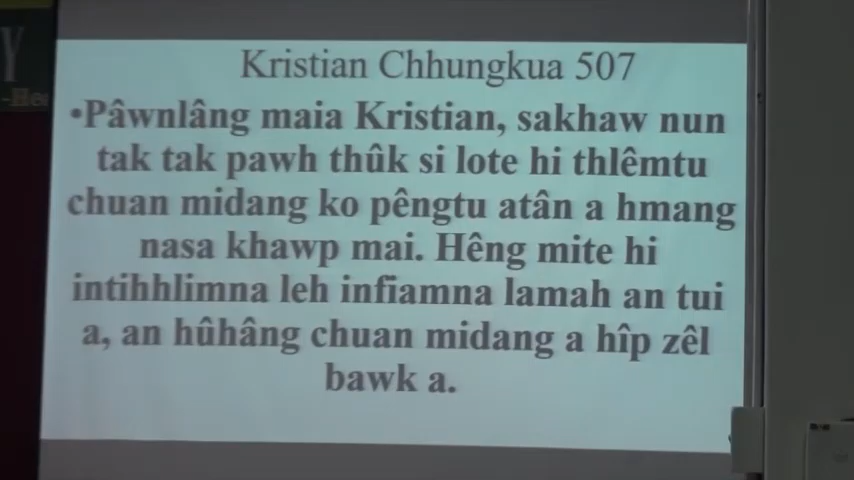 Y
-He
Kristian Chhungkua 507
•Pâwnlâng maia Kristian, sakhaw nun
tak tak pawh thûk si lote hi thlêmtu
chuan midang ko pêngtu atân a hmang
nasa khawp mai. Hêng mite hi
intihhlimna leh infiamna lamah an tui
a, an hûhâng chuan midang a hîp zêl
bawk a.